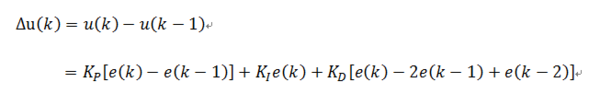 Δu(k) = u(k) − u(k − 1)↵
= K_P[e(k) − e(k − 1)] + K_I e(k) + K_D[e(k) − 2e(k − 1) + e(k − 2)]↵